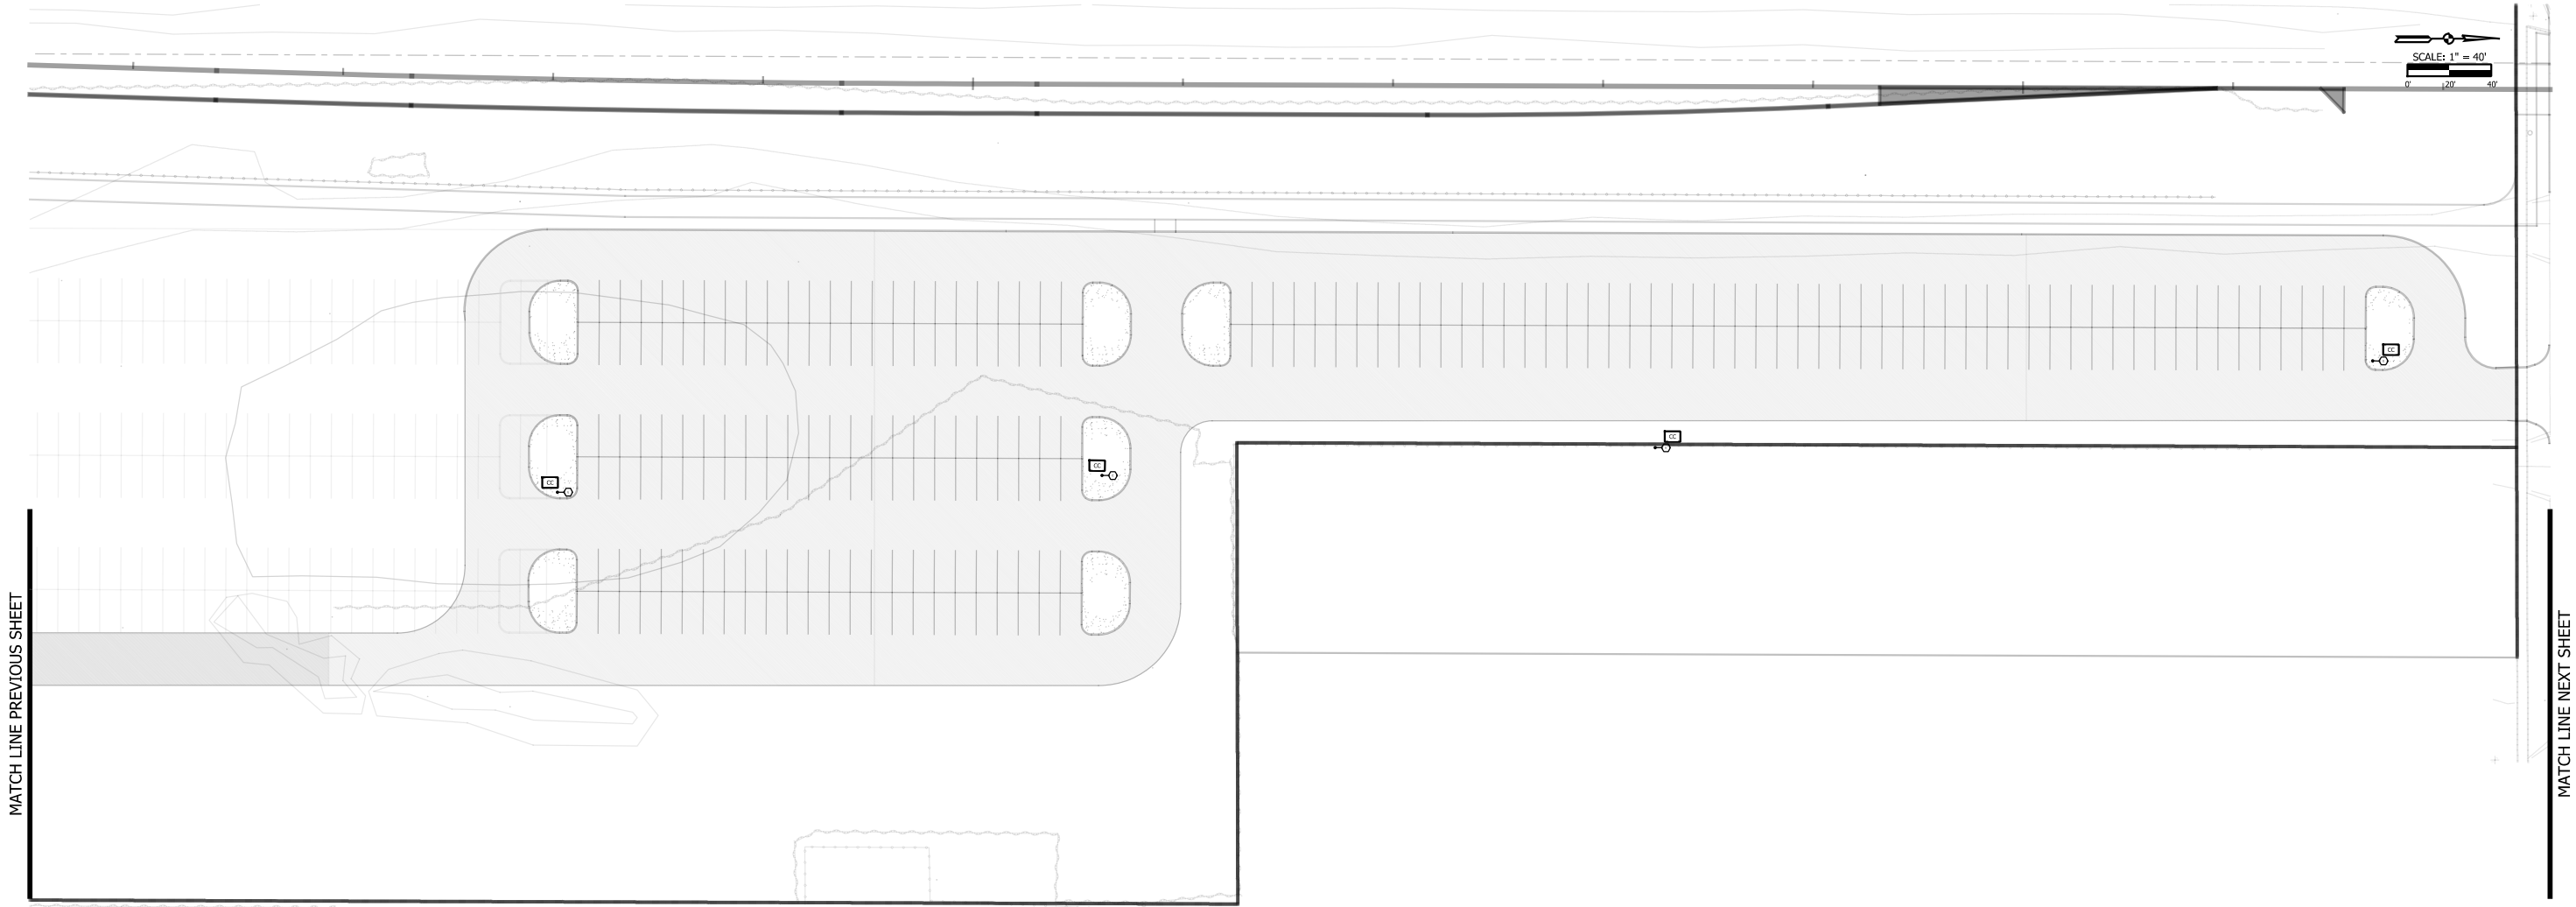 SCALE: 1" = 40'
0' 20' 40'
CC
CC
CC
CC
MATCH LINE PREVIOUS SHEET
MATCH LINE NEXT SHEET